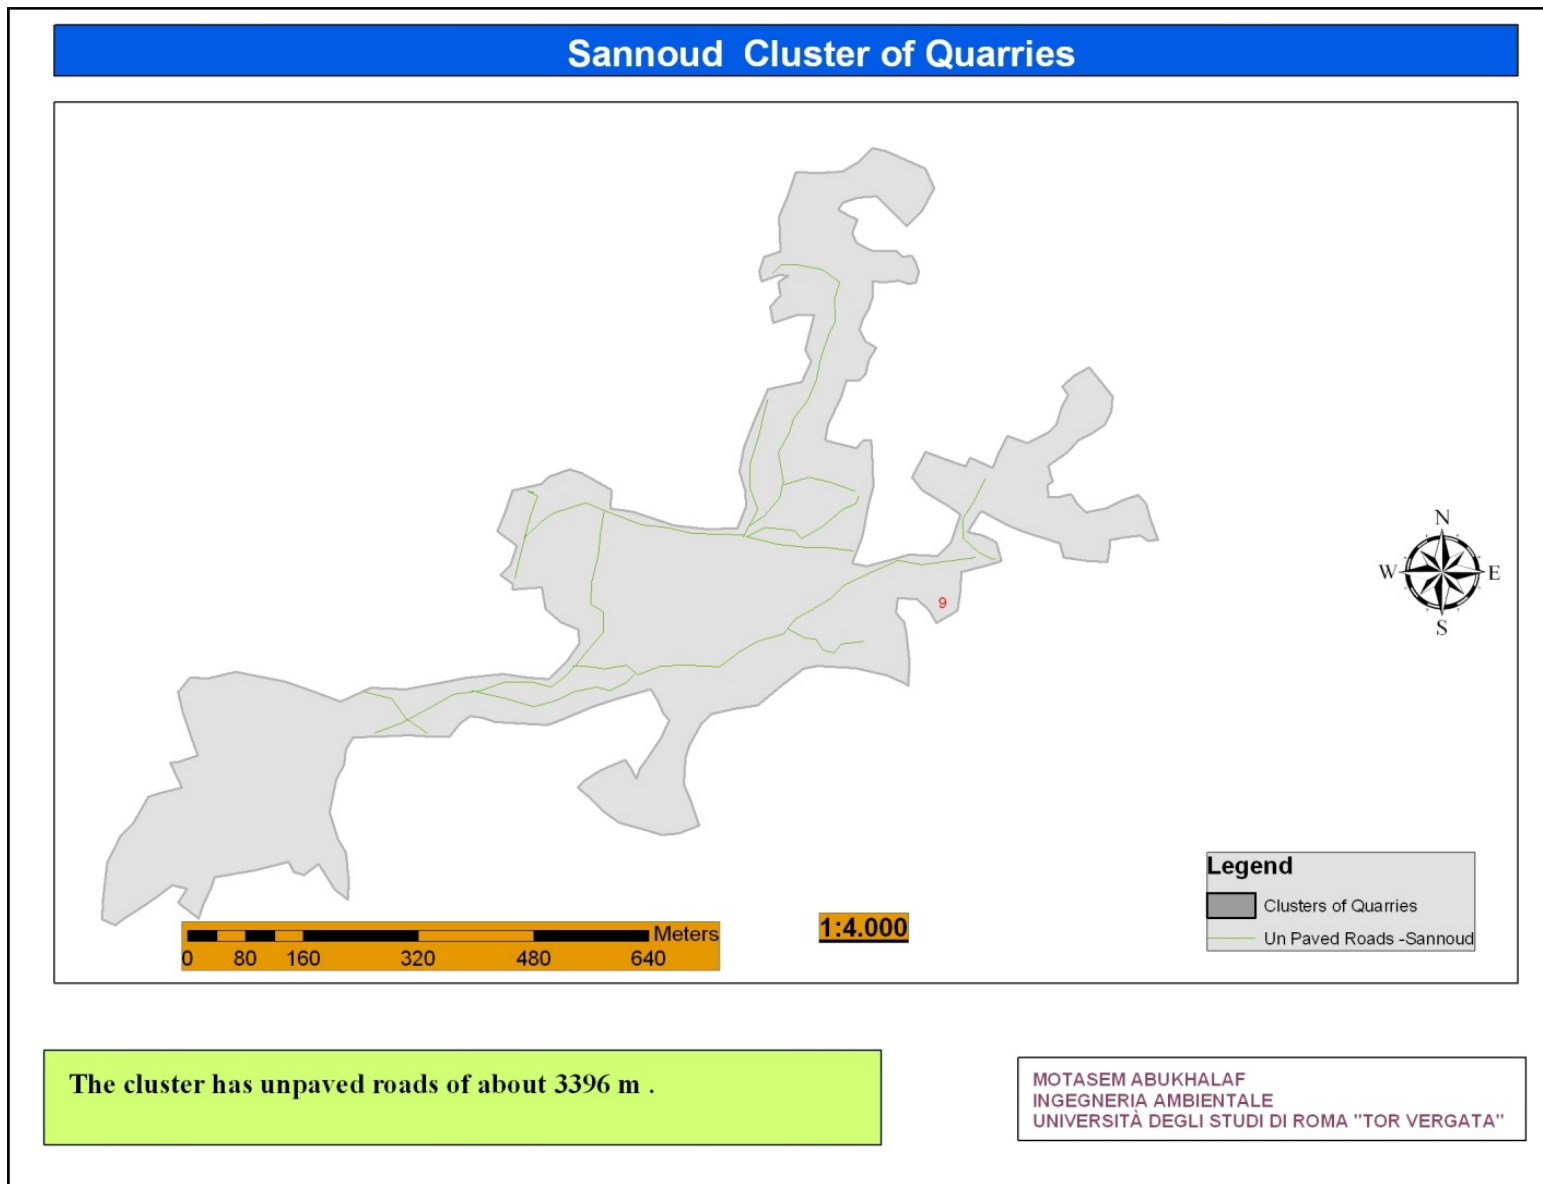 Sannoud  Cluster of Quarries
9
N
W
E
S
Legend
Clusters of Quarries
Un Paved Roads -Sannoud
Meters
0 80 160 320 480 640
1:4.000
The cluster has unpaved roads of about 3396 m .
MOTASEM ABUKHALAF
INGEGNERIA AMBIENTALE
UNIVERSITÀ DEGLI STUDI DI ROMA "TOR VERGATA"